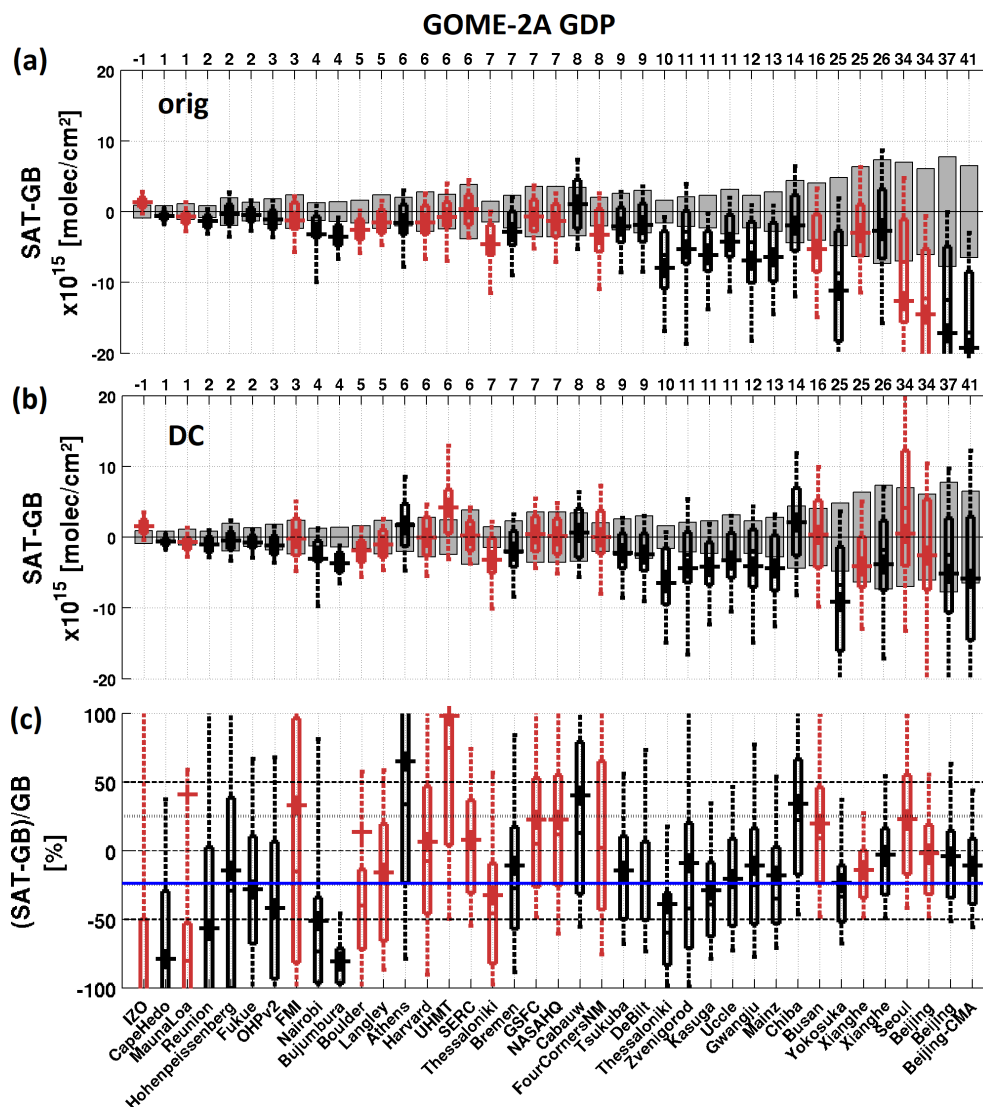 GOME-2A GDP
(a)
-1 1 1 2 2 2 3 3 4 4 5 5 6 6 6 6 7 7 7 7 8 8 9 9 10 11 11 11 12 13 14 16 25 25 26 34 34 37 41
orig
SAT-GB
x10¹⁵ [molec/cm²]
20
10
0
-10
-20
(b)
-1 1 1 2 2 2 3 3 4 4 5 5 6 6 6 6 7 7 7 7 8 8 9 9 10 11 11 11 12 13 14 16 25 25 26 34 34 37 41
DC
SAT-GB
x10¹⁵ [molec/cm²]
20
10
0
-10
-20
(c)
(SAT-GB)/GB
[%]
100
50
0
-50
-100
IZO
CapeHedo
MaunaLoa
Reunion
Hohenpeissenberg
Fukue
OHPv2
FMI
Nairobi
Bujumbura
Boulder
Langley
Athens
Harvard
UHMT
SERC
Thessaloniki
Bremen
GSFC
NASAHQ
Cabauw
FourCornersNM
Tsukuba
DeBilt
Thessaloniki
Zvenigorod
Kasuga
Uccle
Gwangju
Mainz
Chiba
Busan
Yokosuka
Xianghe
Xianghe
Seoul
Beijing
Beijing
Beijing-CMA